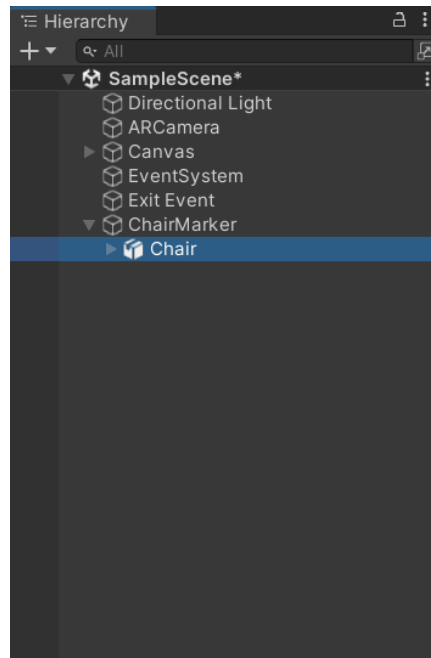 Hierarchy
All
SampleScene*
Directional Light
ARCamera
Canvas
EventSystem
Exit Event
ChairMarker
Chair